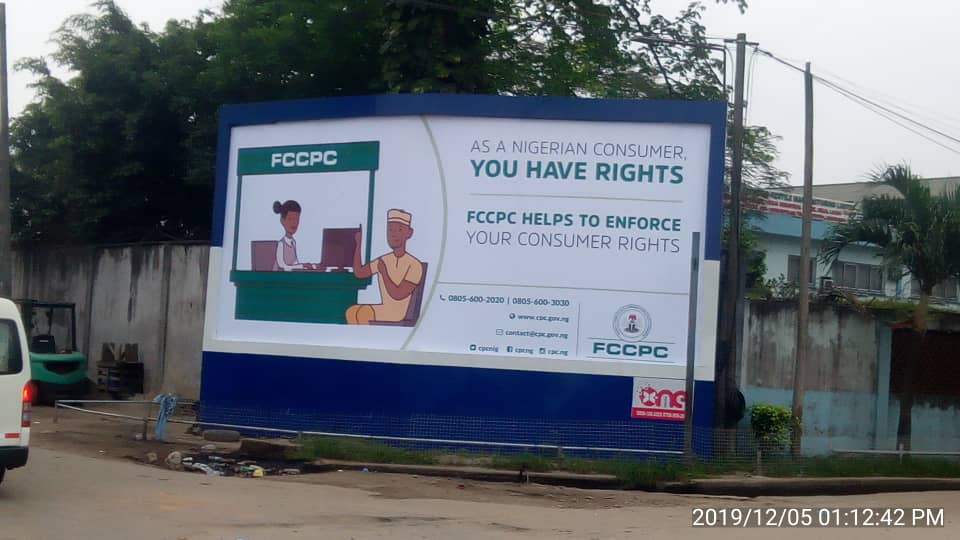 FCCPC
AS A NIGERIAN CONSUMER,
YOU HAVE RIGHTS
FCCPC HELPS TO ENFORCE
YOUR CONSUMER RIGHTS
0805-600-2020 | 0805-600-3030
www.cpc.gov.ng
contact@cpc.gov.ng
cpcnig cpcng cpc.ng
FCCPC
2019/12/05 01:12:42 PM